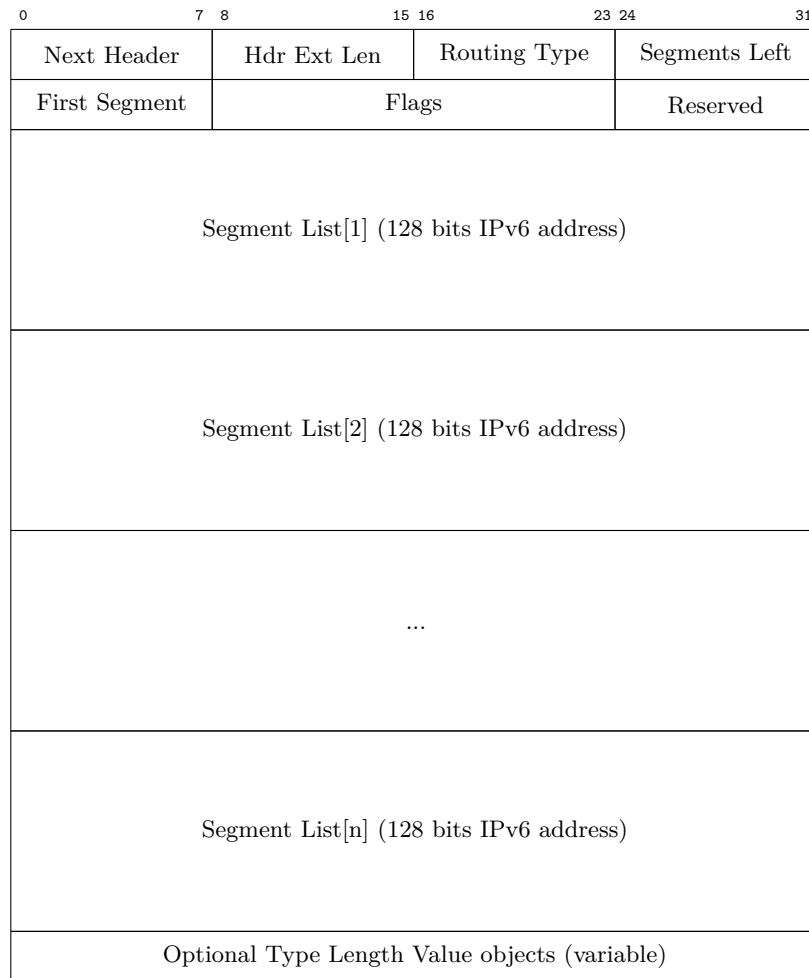 0 7 8 15 16 23 24 31
Next Header Hdr Ext Len Routing Type Segments Left
First Segment Flags Reserved
Segment List[1] (128 bits IPv6 address)
Segment List[2] (128 bits IPv6 address)
...
Segment List[n] (128 bits IPv6 address)
Optional Type Length Value objects (variable)